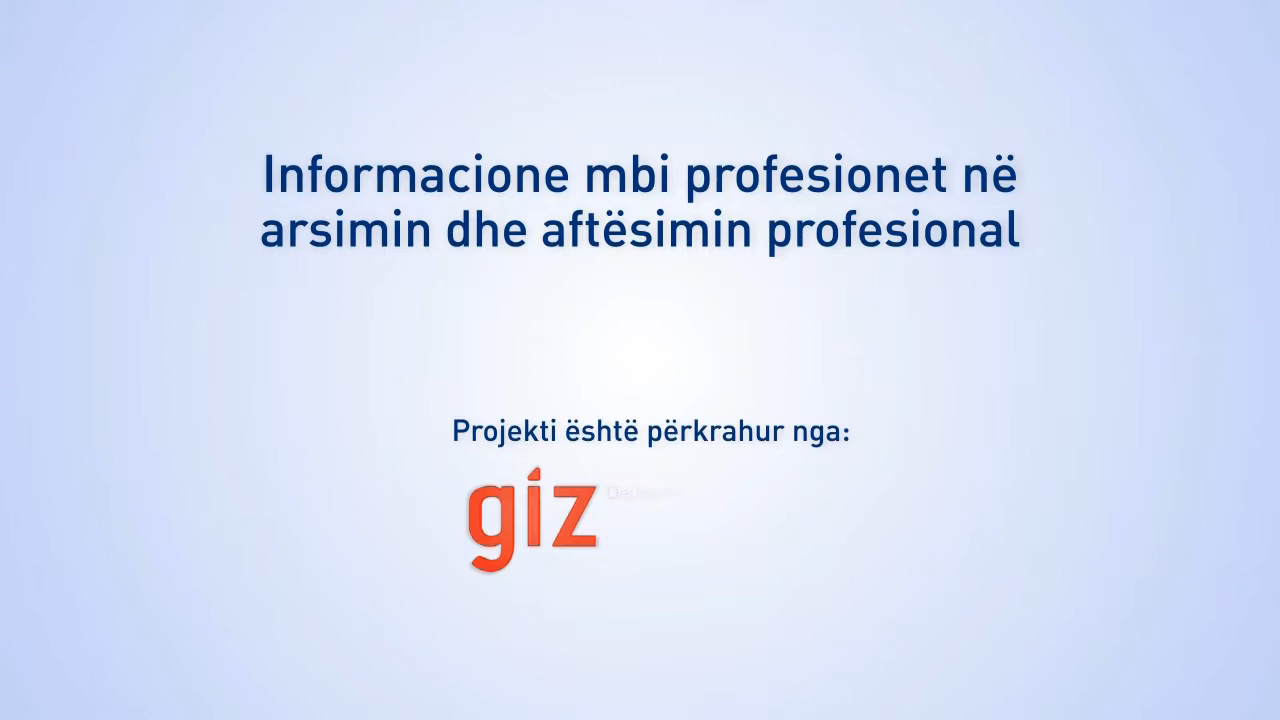 Informacione mbi profesionet në
arsimin dhe aftësimin profesional
Projekti është përkrahur nga:
giz